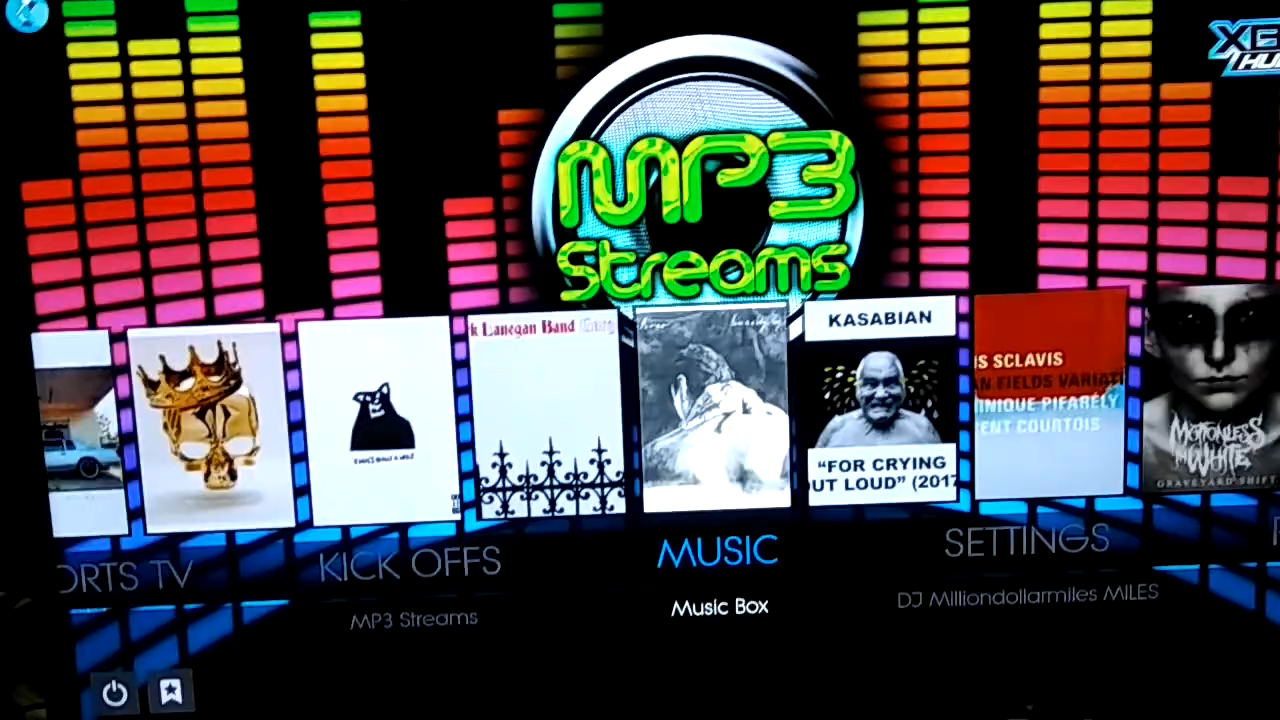 MP3
Streams
k Lanegan Band
KASABIAN
"FOR CRYING
UT LOUD" (2017
IS SCLAVIS
AN FIELDS VARIATI
INIQUE PIFARÉLY
ENT COURTOIS
MOTIONLESS
IN WHITE
GRAVEYARD SHIFT
ORTS TV
KICK OFFS
MUSIC
SETTINGS
MP3 Streams
Music Box
DJ Milliondollarmiles MILES